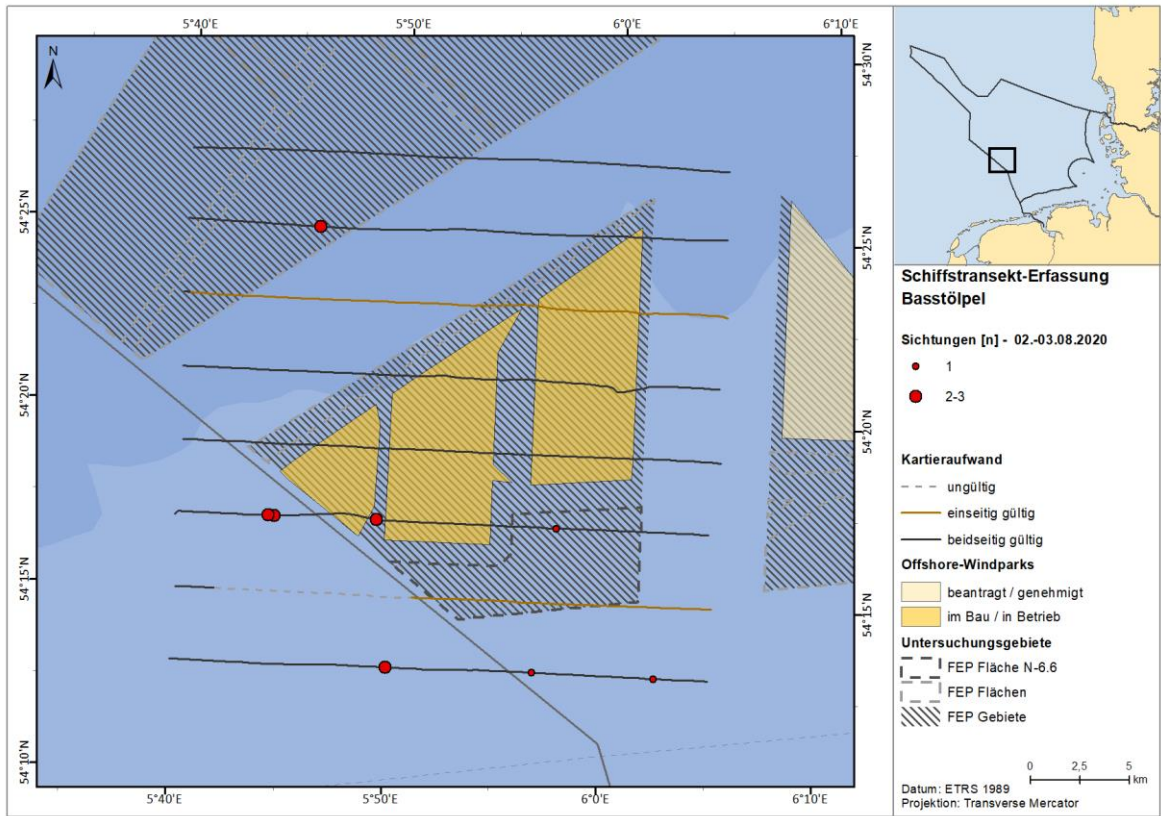 5°40'E 5°50'E 6°0'E 6°10'E
N
54°30'N
54°25'N
54°25'N
54°20'N
54°20'N
54°15'N
54°15'N
54°10'N
5°40'E 5°50'E 6°0'E 6°10'E
Schiffstransekt-Erfassung
Basstölpel
Sichtungen [n] - 02.-03.08.2020
1
2-3
Kartieraufwand
ungültig
einseitig gültig
beidseitig gültig
Offshore-Windparks
beantragt / genehmigt
im Bau / in Betrieb
Untersuchungsgebiete
FEP Fläche N-6.6
FEP Flächen
FEP Gebiete
0 2,5 5
km
Datum: ETRS 1989
Projektion: Transverse Mercator